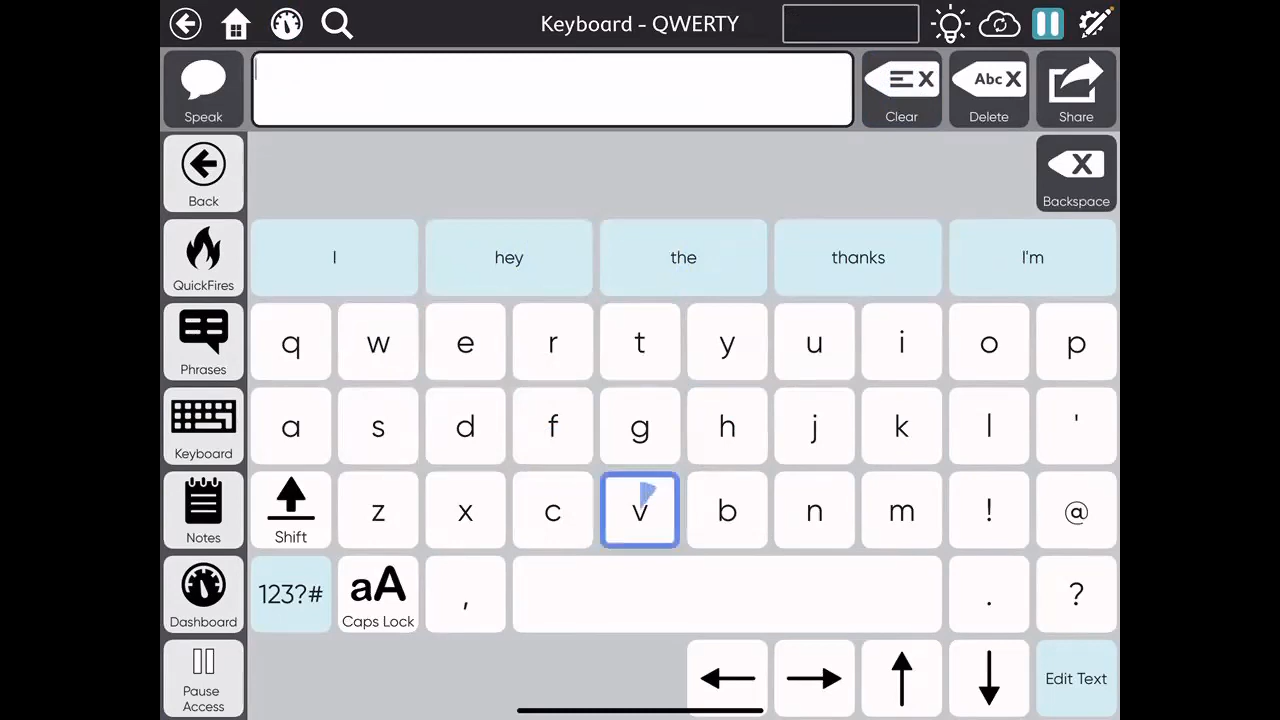 Keyboard - QWERTY
Speak
Abc X
Clear
Delete
Share
Back
Backspace
QuickFires
I
hey
the
thanks
I'm
Phrases
q w e r t y u i o p
Keyboard
a s d f g h j k l '
Notes
Shift
z x c v b n m ! @
Dashboard
123?#
aA
Caps Lock
,
.
?
Pause
Access
Edit Text